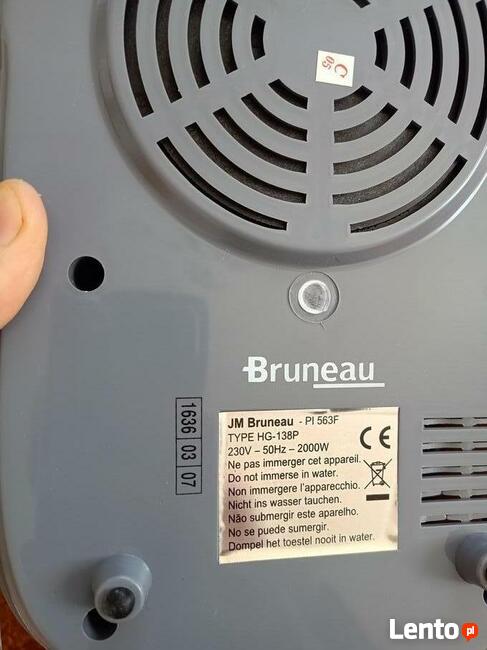 C
05
Bruneau
1636 03 07
JM Bruneau - PI 563F
TYPE HG-138P
230V – 50Hz – 2000W
CE
Ne pas immerger cet appareil.
Do not immerse in water.
Non immergere l'apparecchio.
Nicht ins wasser tauchen.
Não submergir este aparelho.
No se puede sumergir.
Dompel het toestel nooit in water.
Lento.pl